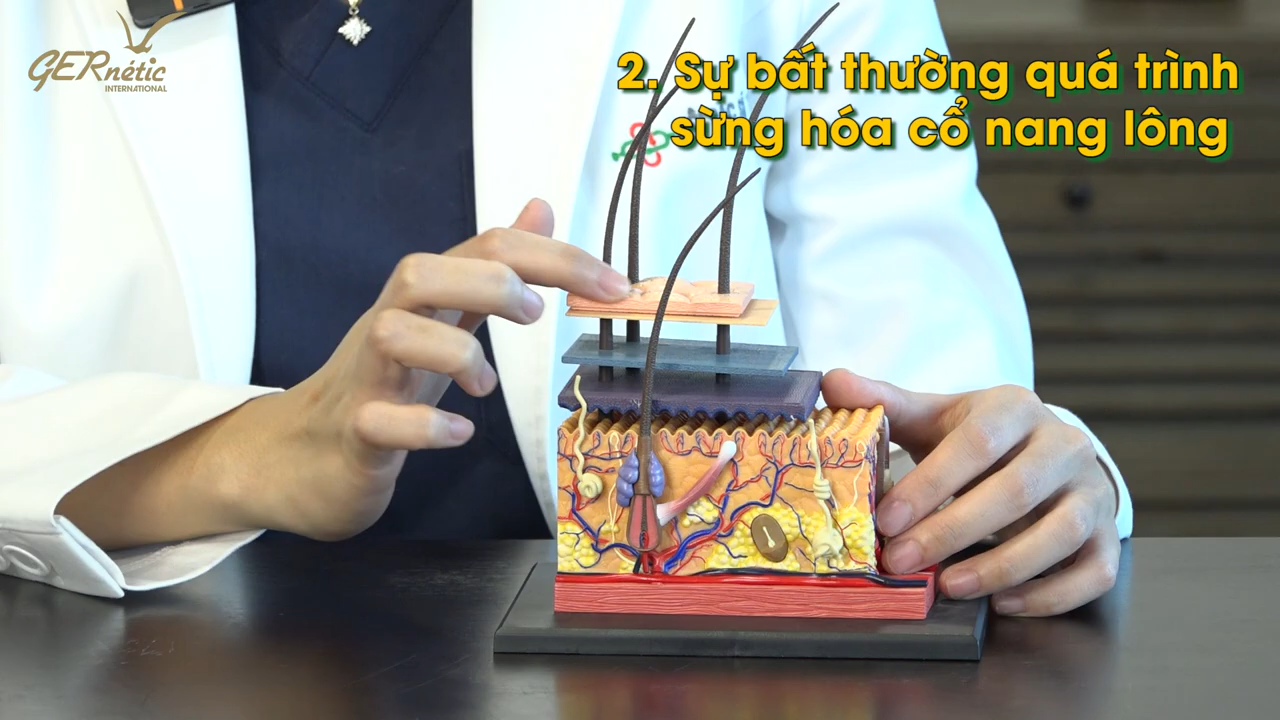 GERnétic
INTERNATIONAL
2. Sự bất thường quá trình
sừng hóa cổ nang lông